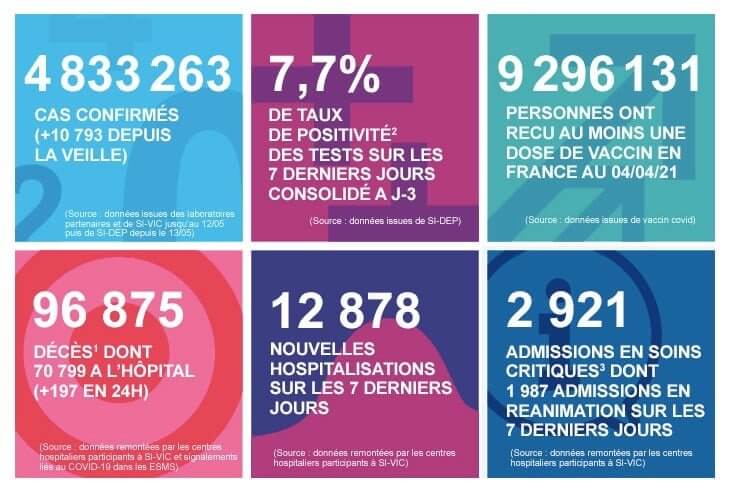 4 833 263
CAS CONFIRMÉS
(+10 793 DEPUIS
LA VEILLE)
(Source : données issues des laboratoires
partenaires et de SI-VIC jusqu'au 12/05
puis de SI-DEP depuis le 13/05)
7,7%
DE TAUX
DE POSITIVITÉ²
DES TESTS SUR LES
7 DERNIERS JOURS
CONSOLIDÉ A J-3
(Source : données issues de SI-DEP)
9 296 131
PERSONNES ONT
RECU AU MOINS UNE
DOSE DE VACCIN EN
FRANCE AU 04/04/21
(Source : données issues de vaccin covid)
96 875
DÉCÈS¹ DONT
70 799 A L'HÔPITAL
(+197 EN 24H)
(Source : données remontées par les centres
hospitaliers participants à SI-VIC et signalements
liés au COVID-19 dans les ESMS)
12 878
NOUVELLES
HOSPITALISATIONS
SUR LES 7 DERNIERS
JOURS
(Source : données remontées par les centres
hospitaliers participants à SI-VIC)
2 921
ADMISSIONS EN SOINS
CRITIQUES³ DONT
1 987 ADMISSIONS EN
REANIMATION SUR LES
7 DERNIERS JOURS
(Source : données remontées par les centres
hospitaliers participants à SI-VIC)